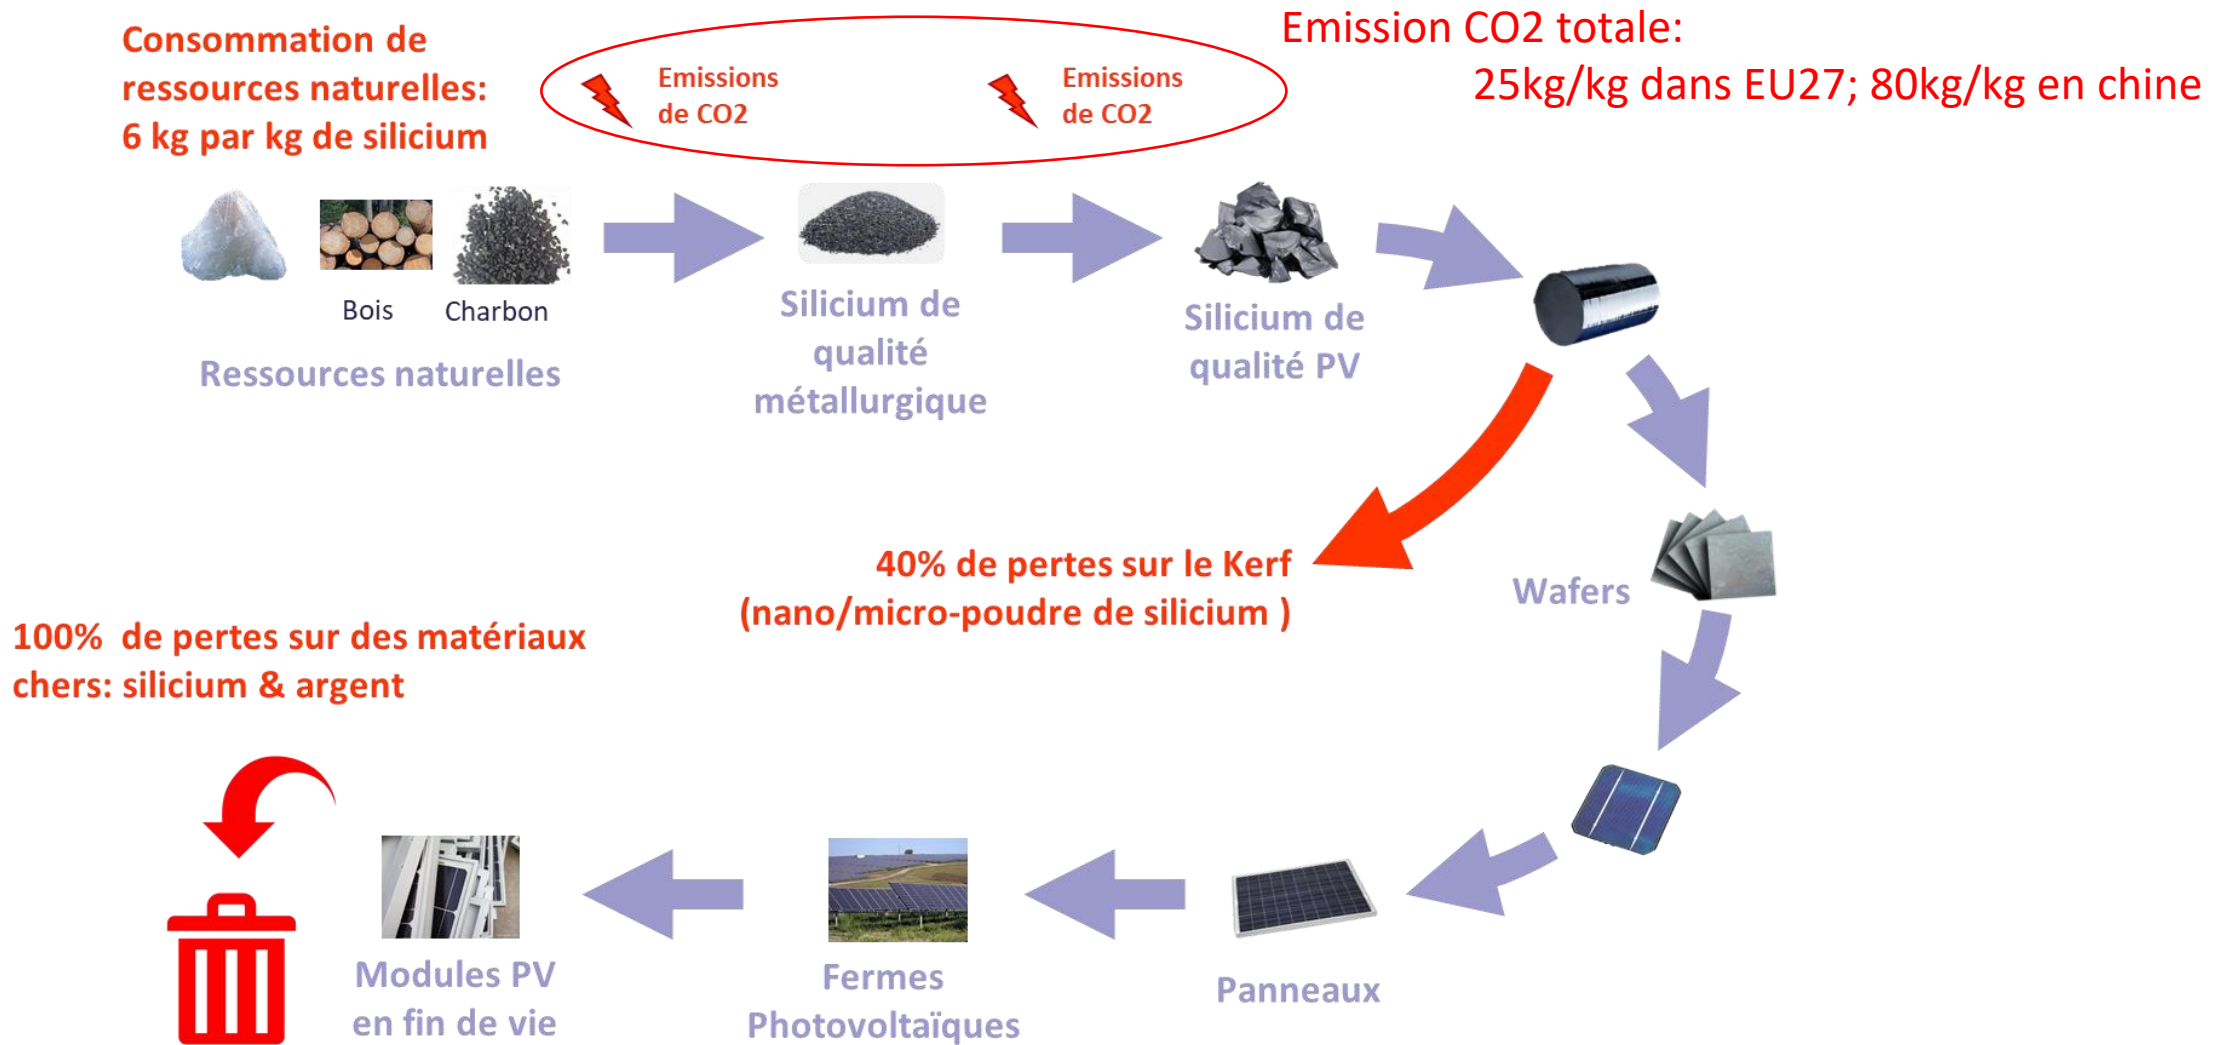 Consommation de
ressources naturelles:
6 kg par kg de silicium
Emissions
de CO2
Emissions
de CO2
Emission CO2 totale:
25kg/kg dans EU27; 80kg/kg en chine
Bois
Charbon
Ressources naturelles
Silicium de
qualité
métallurgique
Silicium de
qualité PV
40% de pertes sur le Kerf
(nano/micro-poudre de silicium )
Wafers
100% de pertes sur des matériaux
chers: silicium & argent
Modules PV
en fin de vie
Fermes
Photovoltaïques
Panneaux